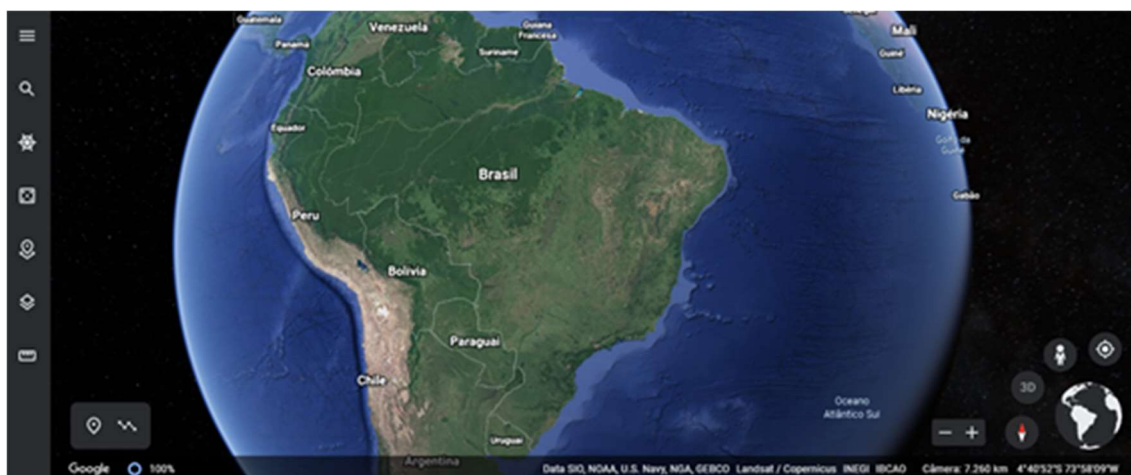 Guatemala
Panamá
Venezuela
Guiana
Francesa
Suriname
Colômbia
Equador
Brasil
Peru
Bolívia
Paraguai
Chile
Uruguai
Argentina
Mali
Guiné
Libéria
Nigéria
Golfo da
Guiné
Gabão
Oceano
Atlântico Sul
3D
Google 100% Data SIO, NOAA, U.S. Navy, NGA, GEBCO Landsat / Copernicus INEGI IBCAO Câmera: 7.260 km 4°40'52"S 73°58'59"W